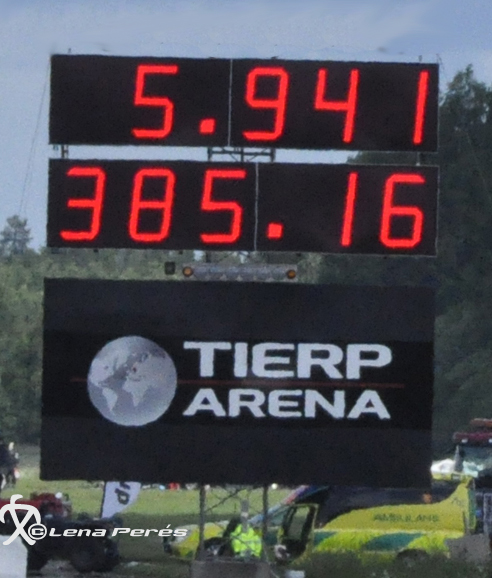 5.941
385.16
TIERP
ARENA
©Lena Perés
AMBULANS